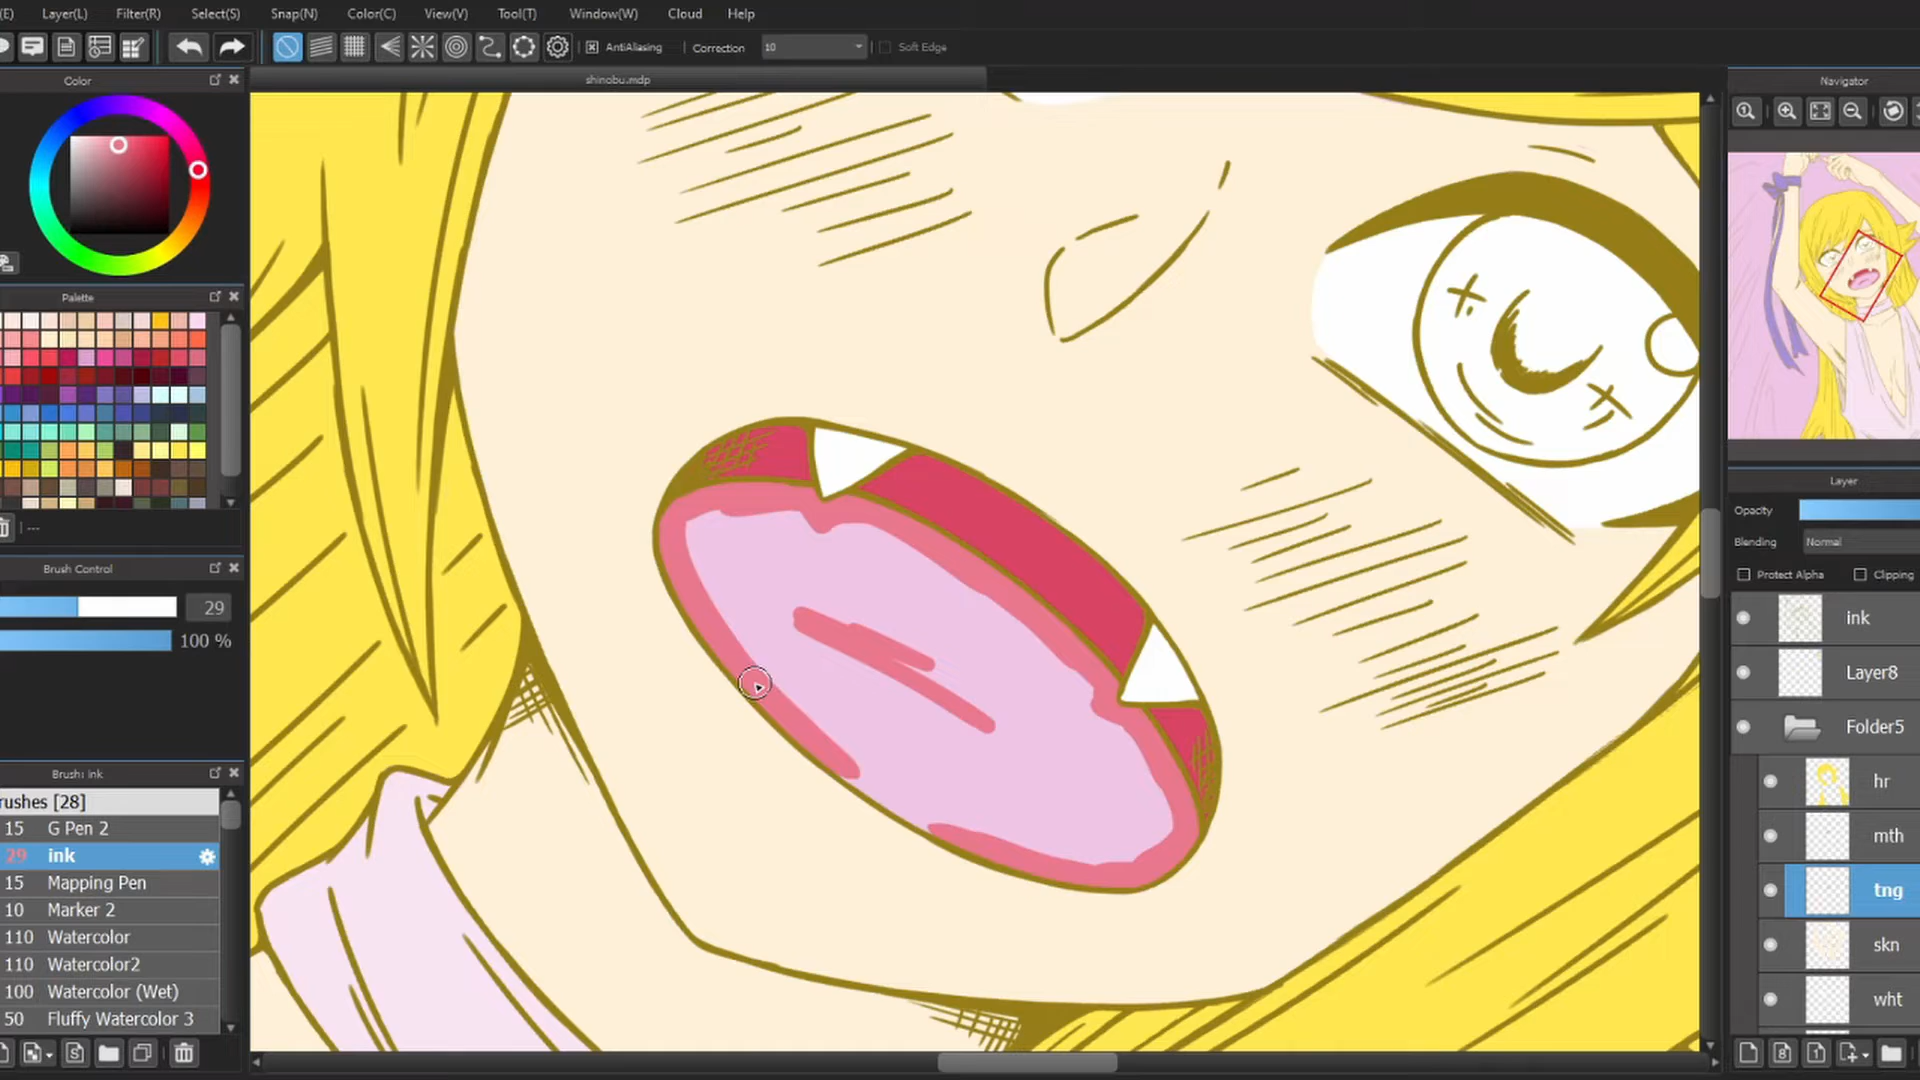 (E) Layer(L) Filter(R) Select(S) Snap(N) Color(C) View(V) Tool(T) Window(W) Cloud Help
AntiAliasing Correction 10 Soft Edge
Color
shinobu.mdp
Navigator
Palette
---
Brush Control
29
100 %
Brush: Ink
rushes [28]
15 G Pen 2
29 ink
15 Mapping Pen
10 Marker 2
110 Watercolor
110 Watercolor2
100 Watercolor (Wet)
50 Fluffy Watercolor 3
Layer
Opacity
Blending Normal
Protect Alpha Clipping
ink
Layer8
Folder5
hr
mth
tng
skn
wht